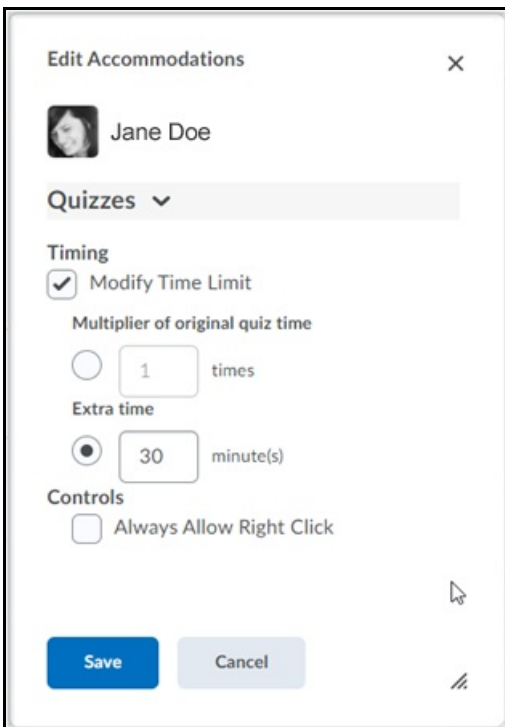 Edit Accommodations
Jane Doe
Quizzes
Timing
Modify Time Limit
Multiplier of original quiz time
1 times
Extra time
30 minute(s)
Controls
Always Allow Right Click
Save Cancel